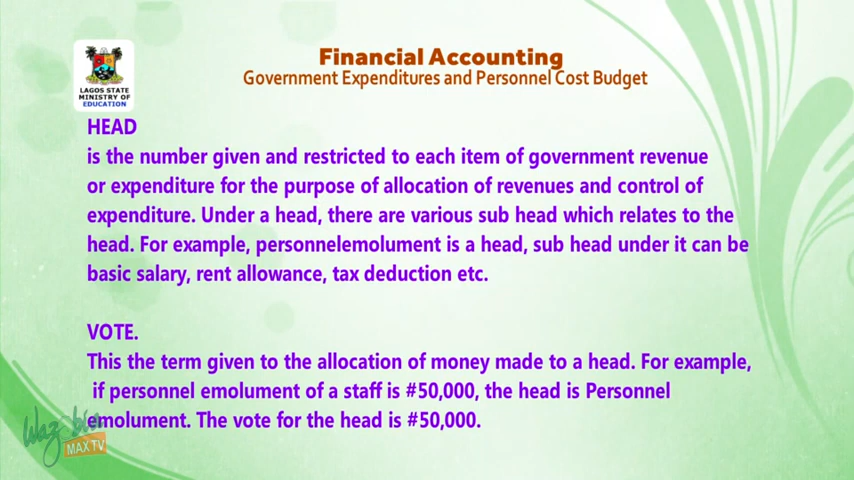 Financial Accounting
Government Expenditures and Personnel Cost Budget
LAGOS STATE
MINISTRY OF
EDUCATION
HEAD
is the number given and restricted to each item of government revenue
or expenditure for the purpose of allocation of revenues and control of
expenditure. Under a head, there are various sub head which relates to the
head. For example, personnelemolument is a head, sub head under it can be
basic salary, rent allowance, tax deduction etc.
VOTE.
This the term given to the allocation of money made to a head. For example,
if personnel emolument of a staff is #50,000, the head is Personnel
emolument. The vote for the head is #50,000.
MAX TV